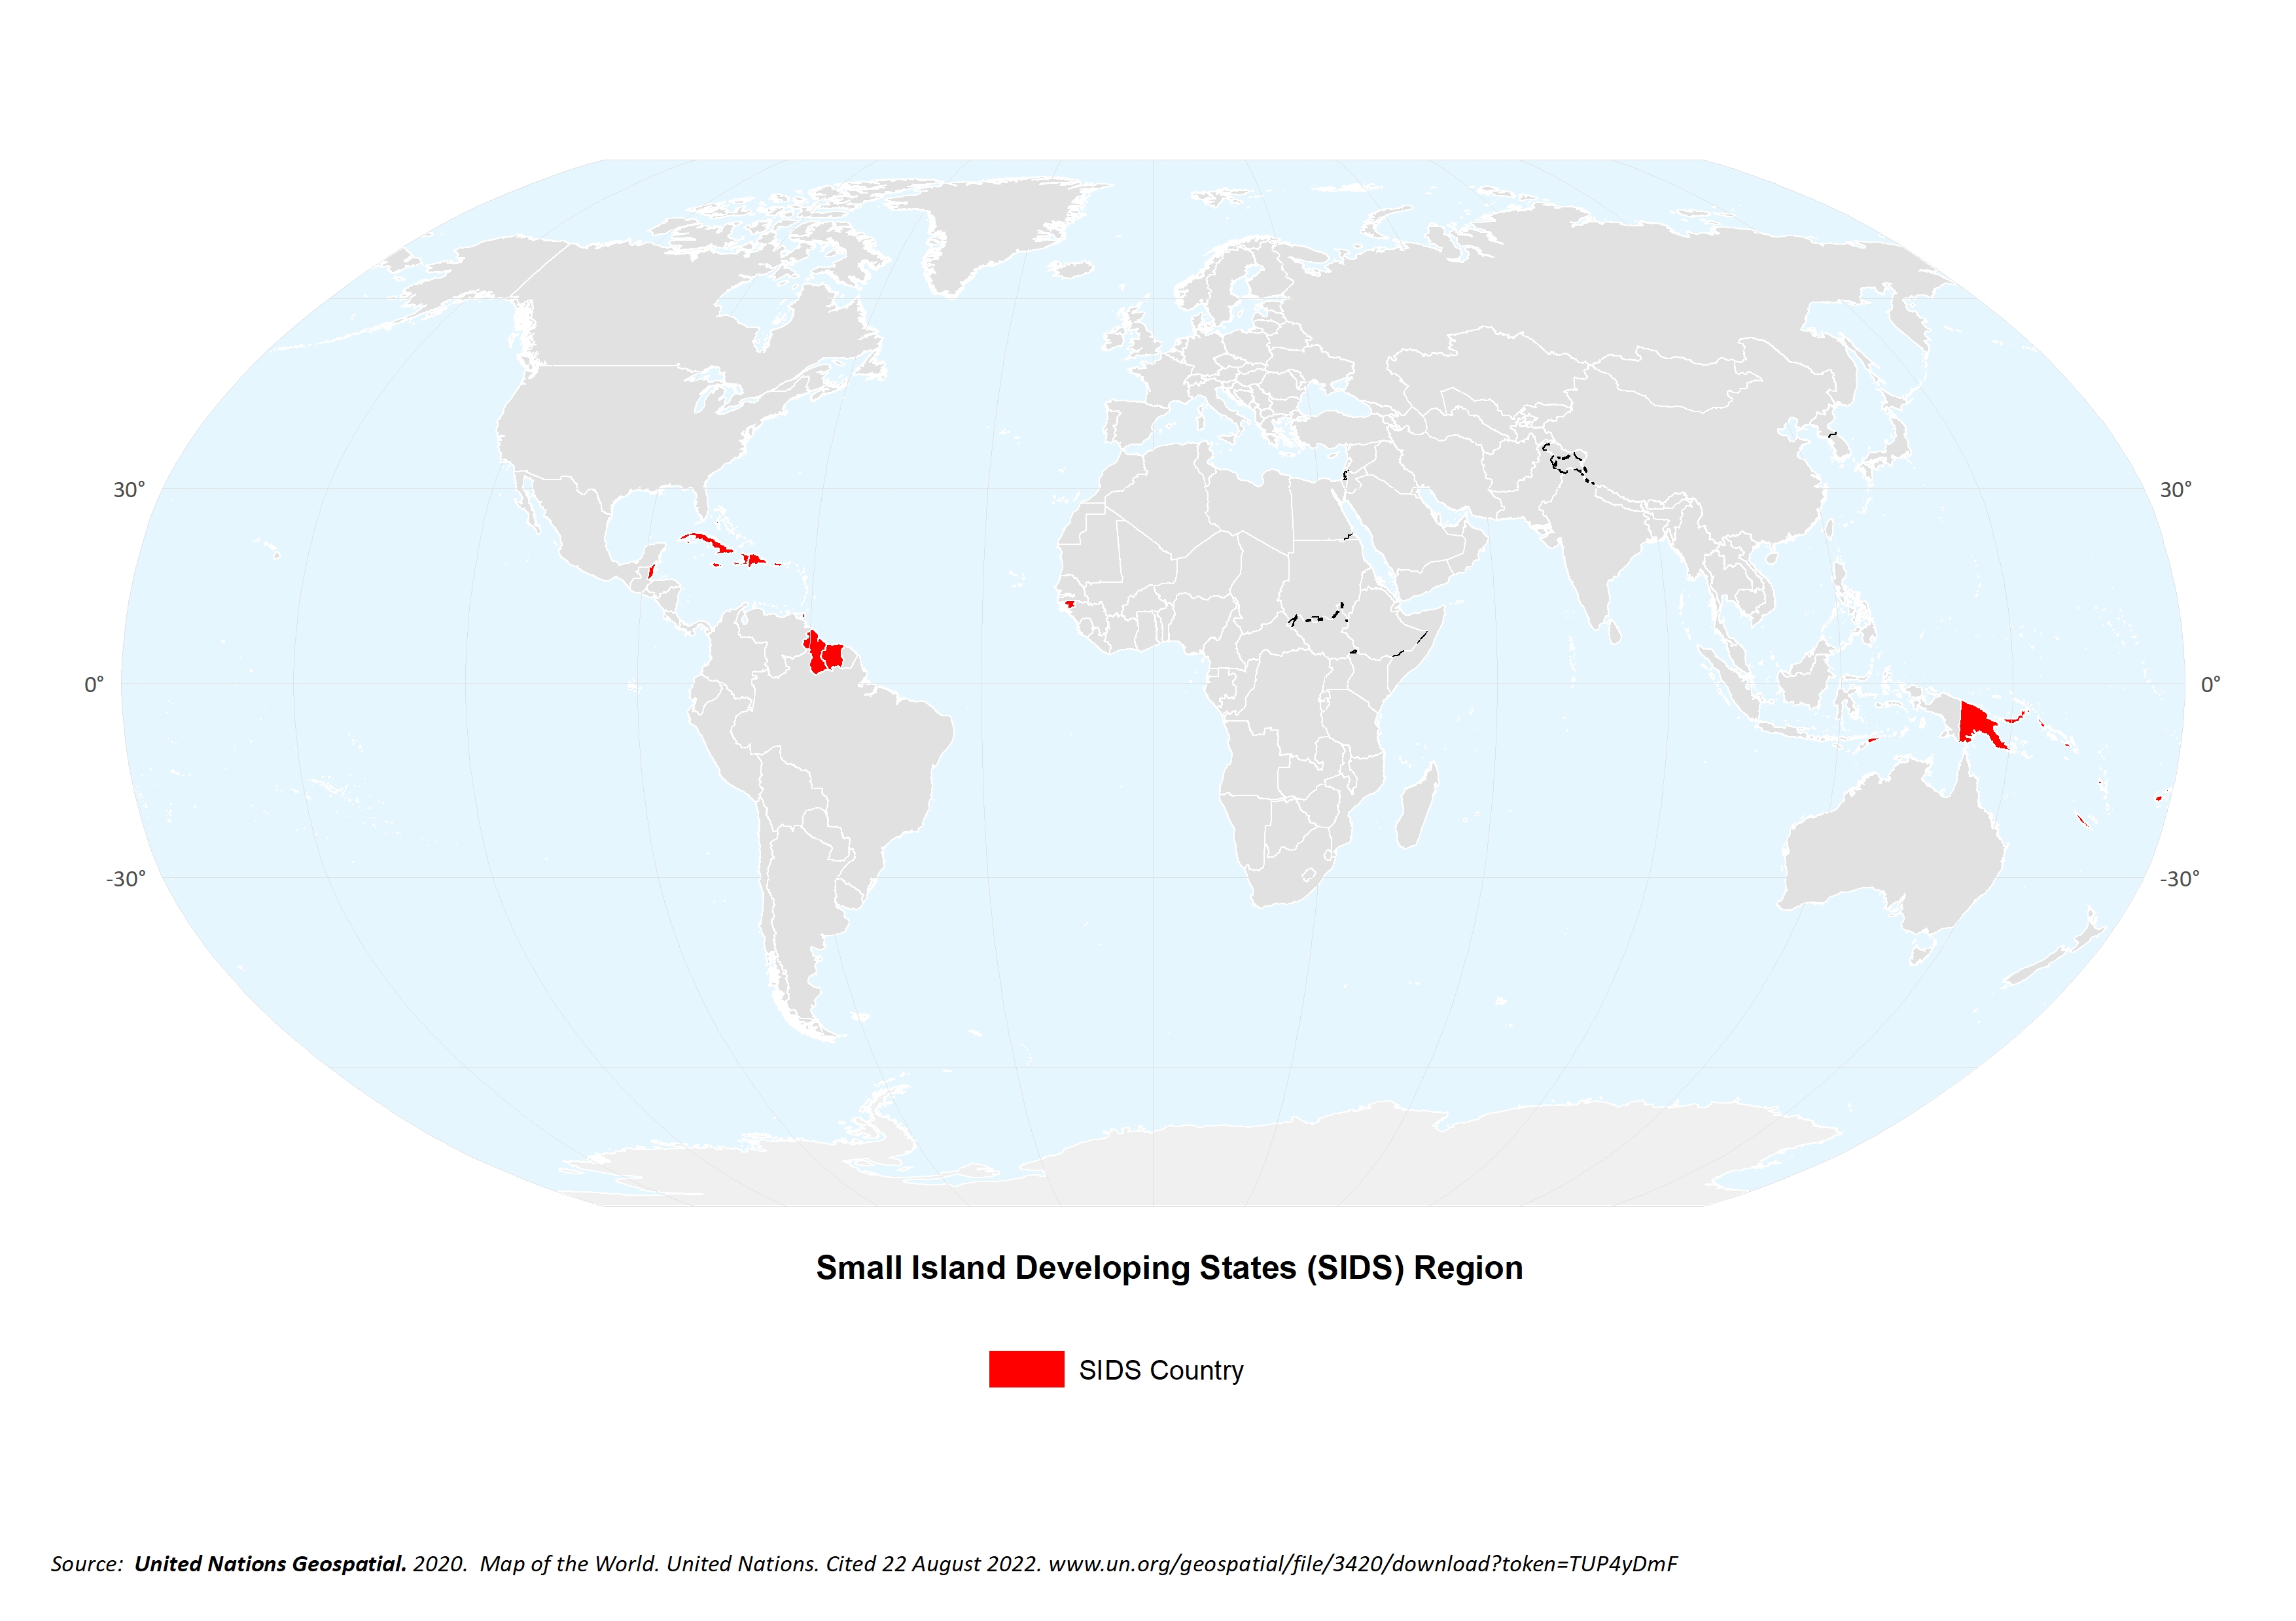 30°
30°
0°
0°
-30°
-30°
Small Island Developing States (SIDS) Region
SIDS Country
Source: United Nations Geospatial. 2020. Map of the World. United Nations. Cited 22 August 2022. www.un.org/geospatial/file/3420/download?token=TUP4yDmF